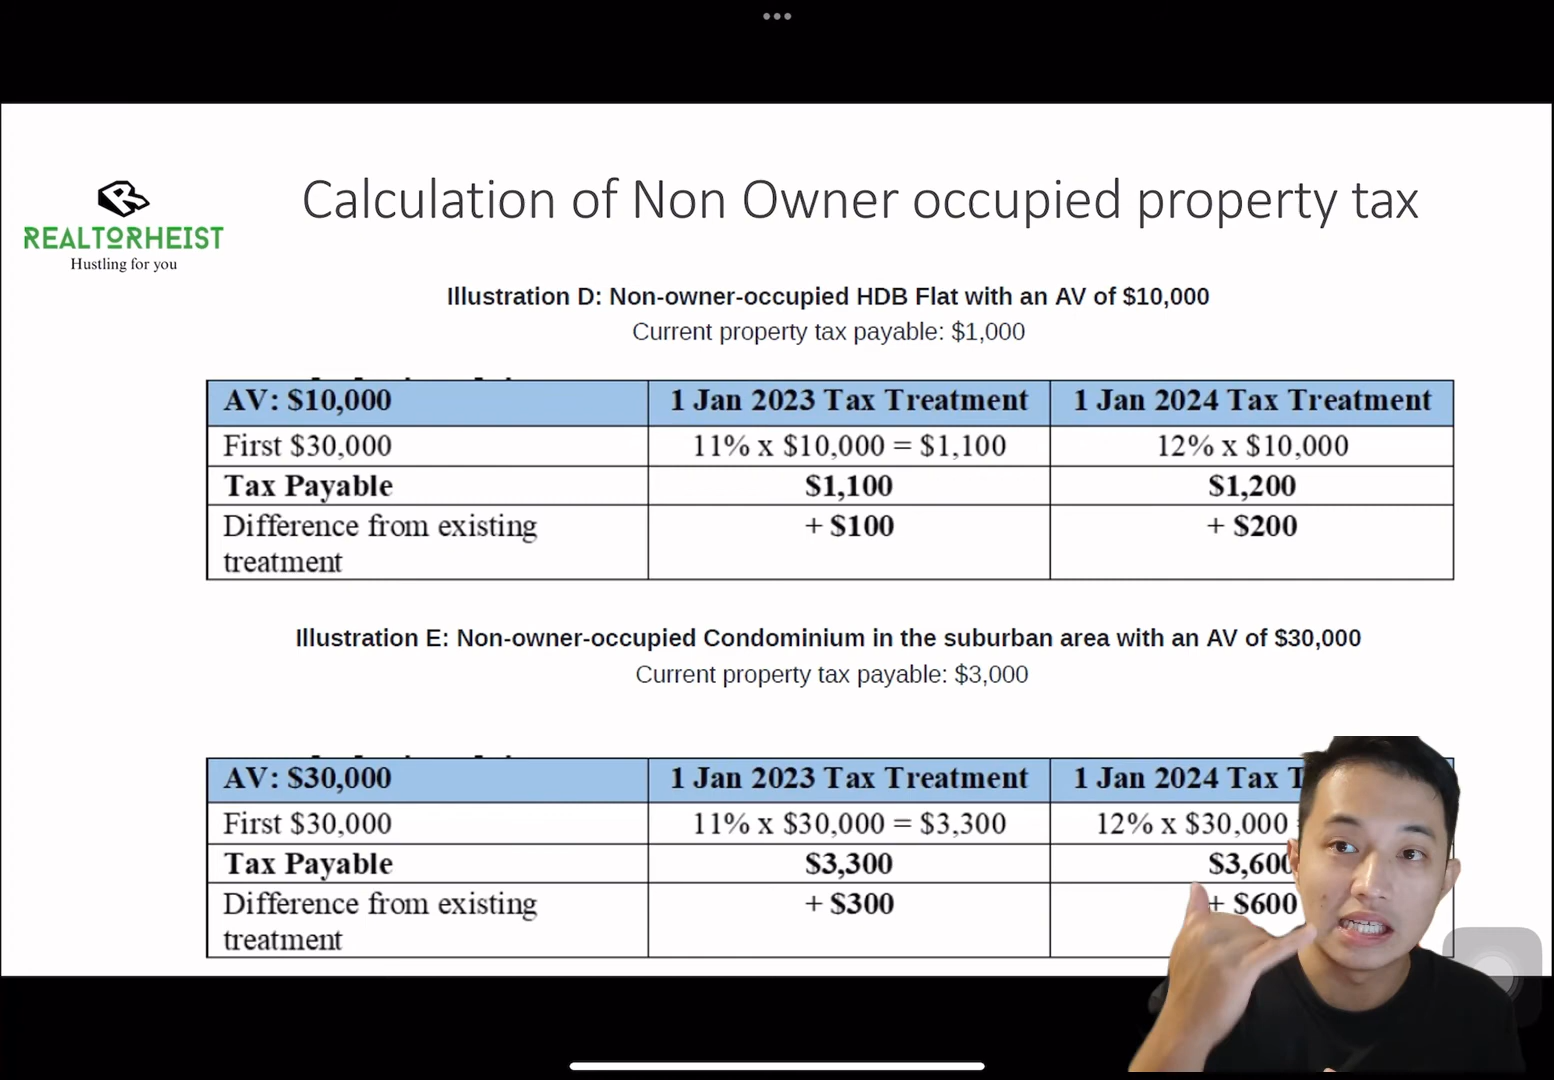 REALTORHEIST
Hustling for you
Calculation of Non Owner occupied property tax
Illustration D: Non-owner-occupied HDB Flat with an AV of $10,000
Current property tax payable: $1,000
AV: $10,000 1 Jan 2023 Tax Treatment 1 Jan 2024 Tax Treatment
First $30,000 11% x $10,000 = $1,100 12% x $10,000
Tax Payable $1,100 $1,200
Difference from existing + $100 + $200
treatment
Illustration E: Non-owner-occupied Condominium in the suburban area with an AV of $30,000
Current property tax payable: $3,000
AV: $30,000 1 Jan 2023 Tax Treatment 1 Jan 2024 Tax
First $30,000 11% x $30,000 = $3,300 12% x $30,000
Tax Payable $3,300 $3,600
Difference from existing + $300 + $600
treatment